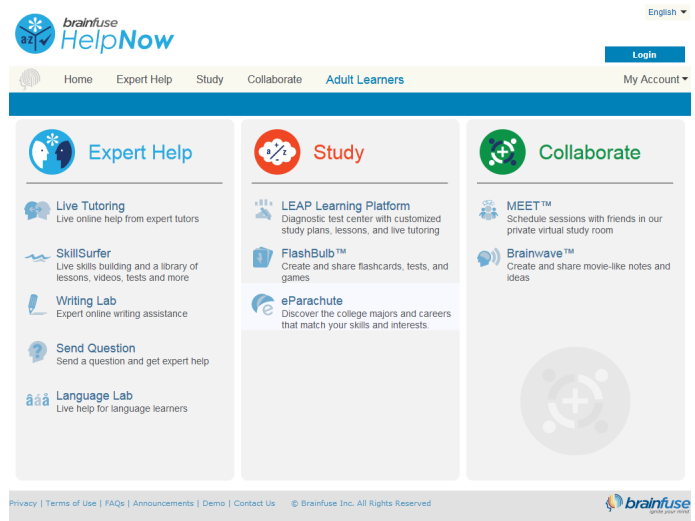 English
a-z
brainfuse
HelpNow
Login
Home Expert Help Study Collaborate Adult Learners My Account
Expert Help
Live Tutoring
Live online help from expert tutors
SkillSurfer
Live skills building and a library of
lessons, videos, tests and more
Writing Lab
Expert online writing assistance
Send Question
Send a question and get expert help
âáå Language Lab
Live help for language learners
a + z
Study
LEAP Learning Platform
Diagnostic test center with customized
study plans, lessons, and live tutoring
FlashBulb™
Create and share flashcards, tests, and
games
eParachute
Discover the college majors and careers
that match your skills and interests.
Collaborate
MEET™
Schedule sessions with friends in our
private virtual study room
Brainwave™
Create and share movie-like notes and
ideas
Privacy | Terms of Use | FAQs | Announcements | Demo | Contact Us © Brainfuse Inc. All Rights Reserved
brainfuse
ignite your mind